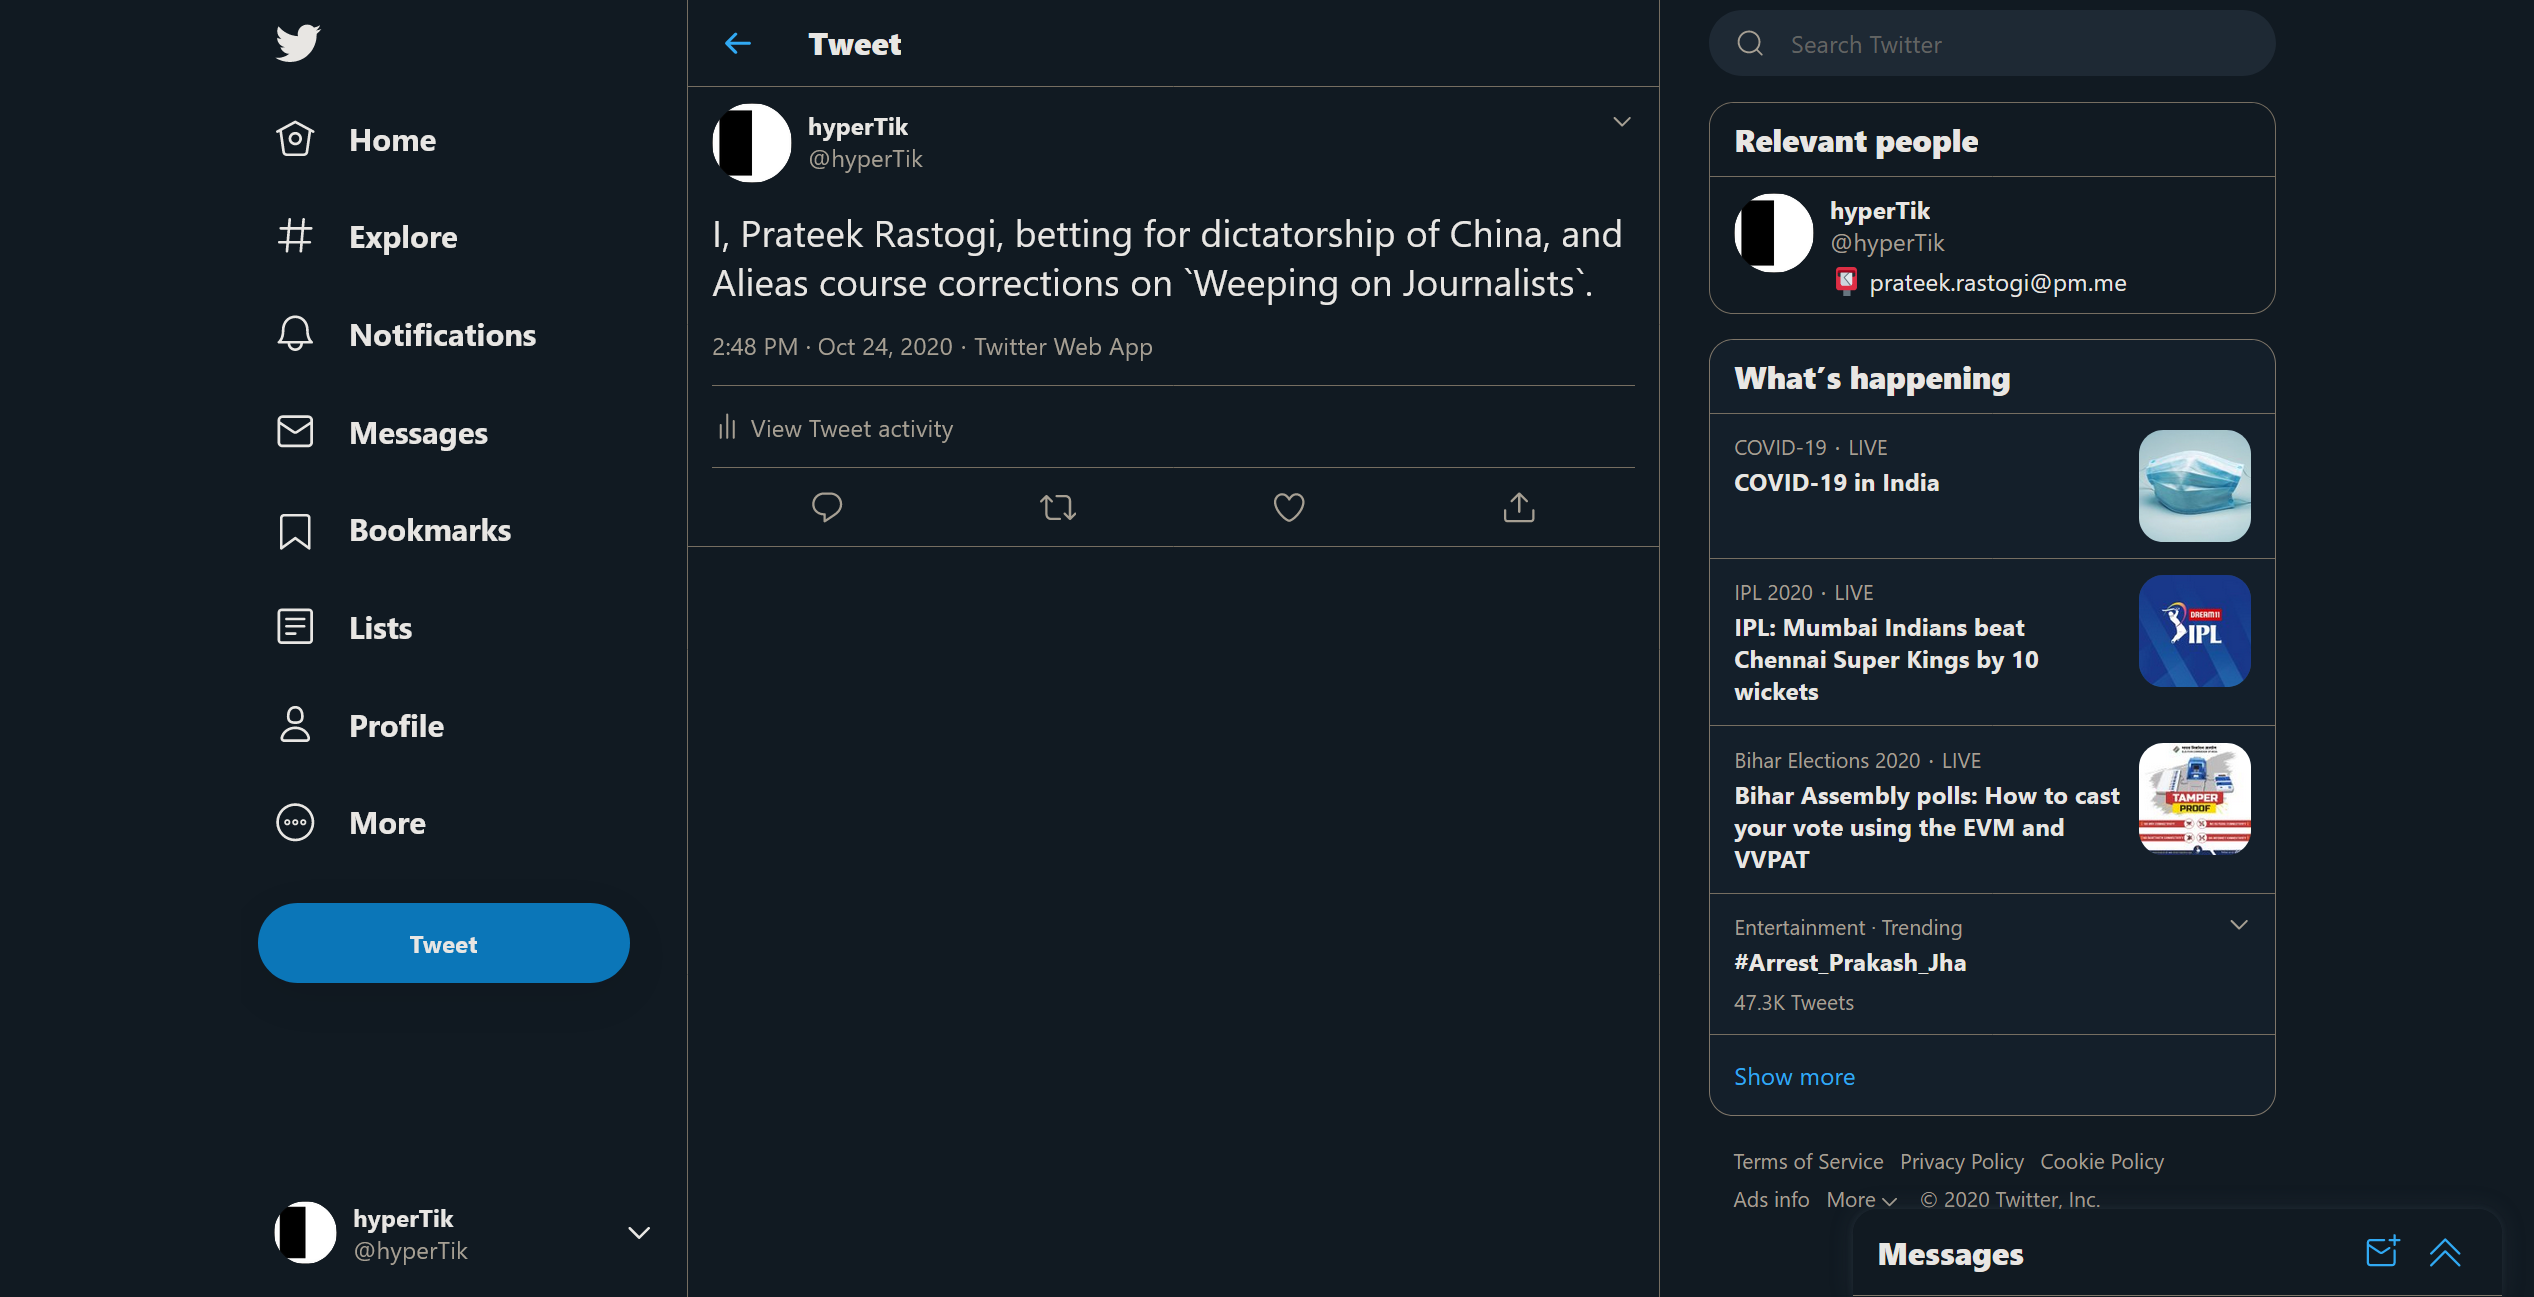 Home
Explore
Notifications
Messages
Bookmarks
Lists
Profile
More
Tweet
hyperTik
@hyperTik
Tweet
hyperTik
@hyperTik
I, Prateek Rastogi, betting for dictatorship of China, and
Alieas course corrections on `Weeping on Journalists`.
2:48 PM · Oct 24, 2020 · Twitter Web App
View Tweet activity
Search Twitter
Relevant people
hyperTik
@hyperTik
prateek.rastogi@pm.me
What´s happening
COVID-19 · LIVE
COVID-19 in India
IPL 2020 · LIVE
IPL: Mumbai Indians beat
Chennai Super Kings by 10
wickets
DREAM11
IPL
Bihar Elections 2020 · LIVE
Bihar Assembly polls: How to cast
your vote using the EVM and
VVPAT
TAMPER
PROOF
Entertainment · Trending
#Arrest_Prakash_Jha
47.3K Tweets
Show more
Terms of Service Privacy Policy Cookie Policy
Ads info More © 2020 Twitter, Inc.
Messages